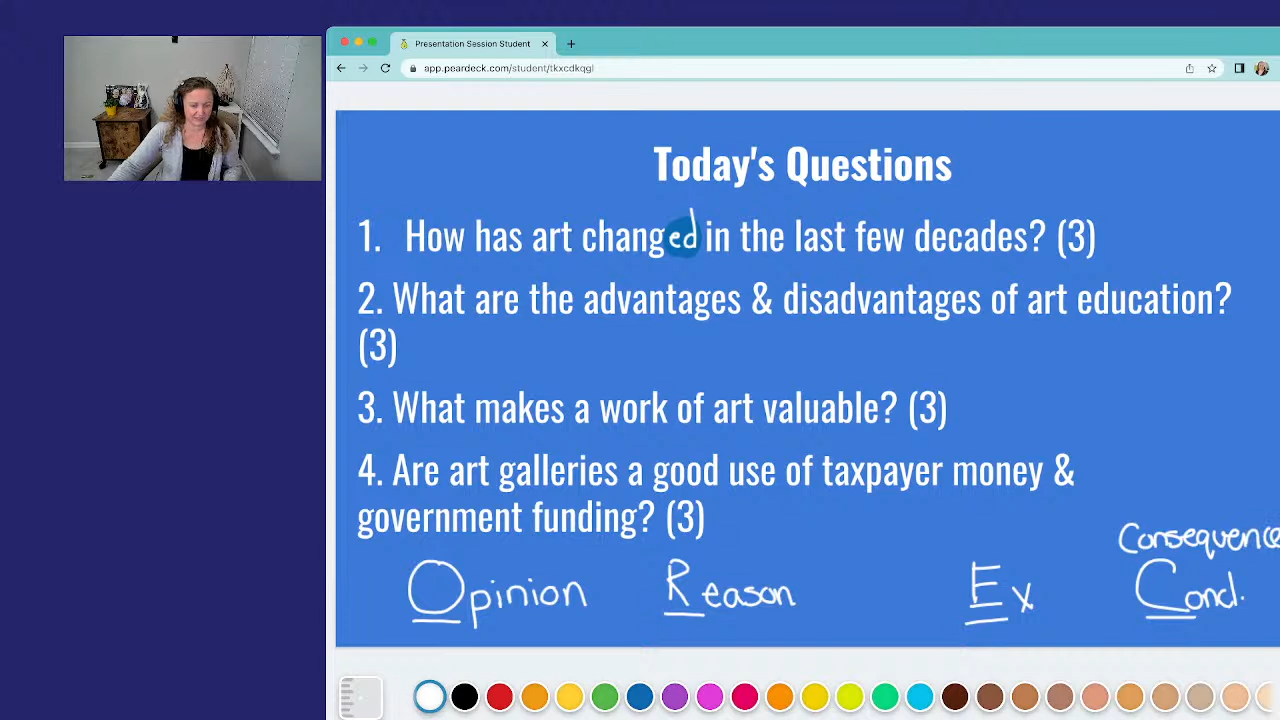 Presentation Session Student
app.peardeck.com/student/tkxcdkqgl
Today's Questions
1. How has art changed in the last few decades? (3)
2. What are the advantages & disadvantages of art education?
(3)
3. What makes a work of art valuable? (3)
4. Are art galleries a good use of taxpayer money &
government funding? (3)
Consequence
Opinion Reason Ex Concl.